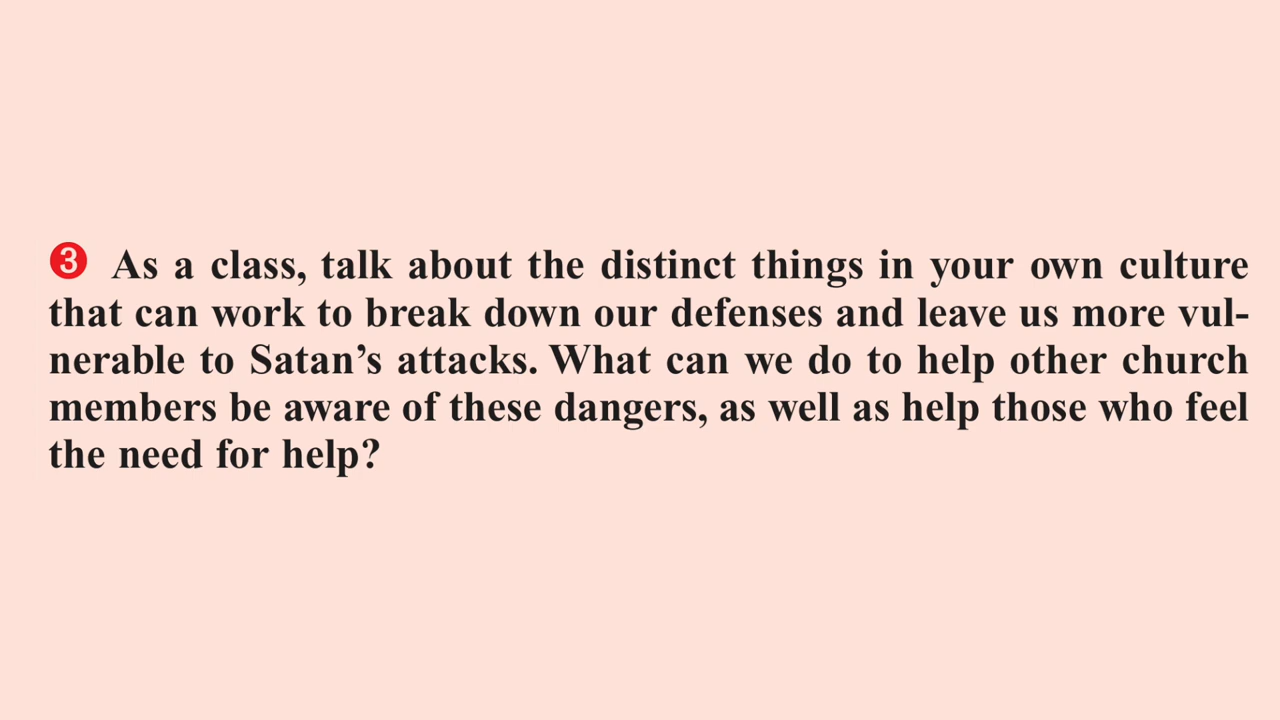 ❸ As a class, talk about the distinct things in your own culture
that can work to break down our defenses and leave us more vul-
nerable to Satan’s attacks. What can we do to help other church
members be aware of these dangers, as well as help those who feel
the need for help?